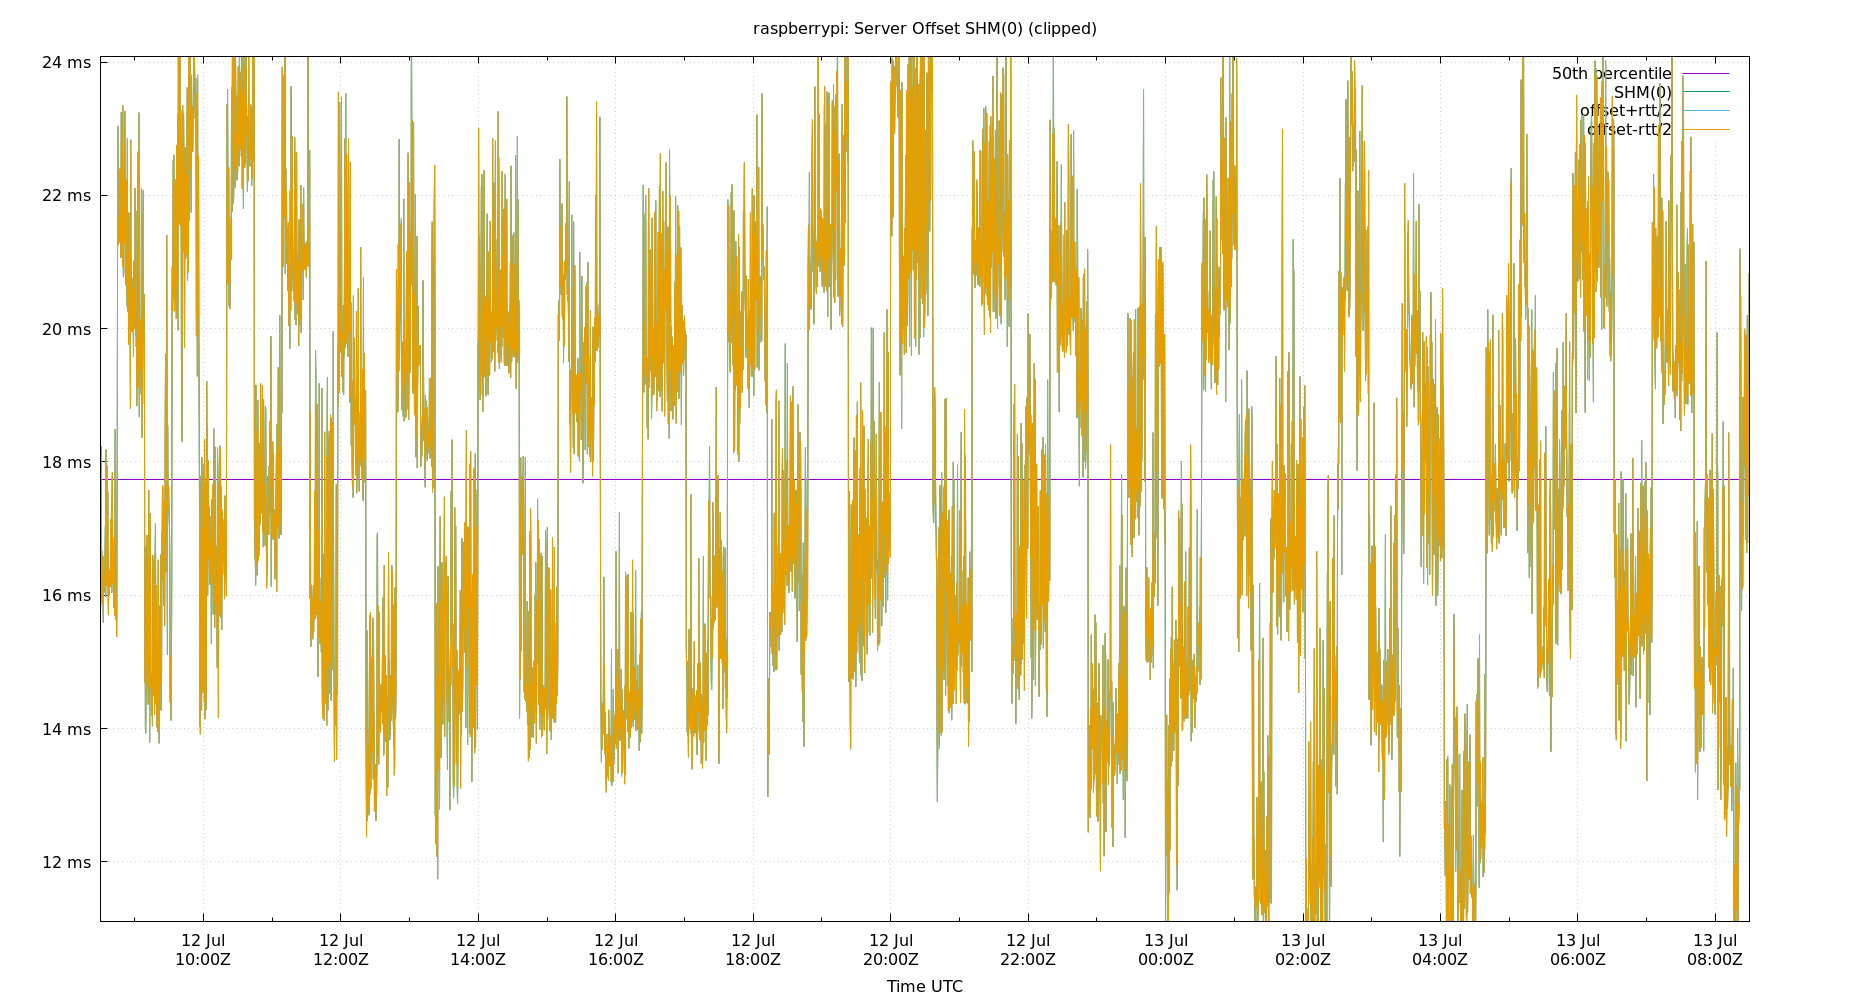 raspberrypi: Server Offset SHM(0) (clipped)
24 ms
22 ms
20 ms
18 ms
16 ms
14 ms
12 ms
50th percentile
SHM(0)
offset+rtt/2
offset-rtt/2
12 Jul 12 Jul 12 Jul 12 Jul 12 Jul 12 Jul 12 Jul 13 Jul 13 Jul 13 Jul 13 Jul 13 Jul
10:00Z 12:00Z 14:00Z 16:00Z 18:00Z 20:00Z 22:00Z 00:00Z 02:00Z 04:00Z 06:00Z 08:00Z
Time UTC